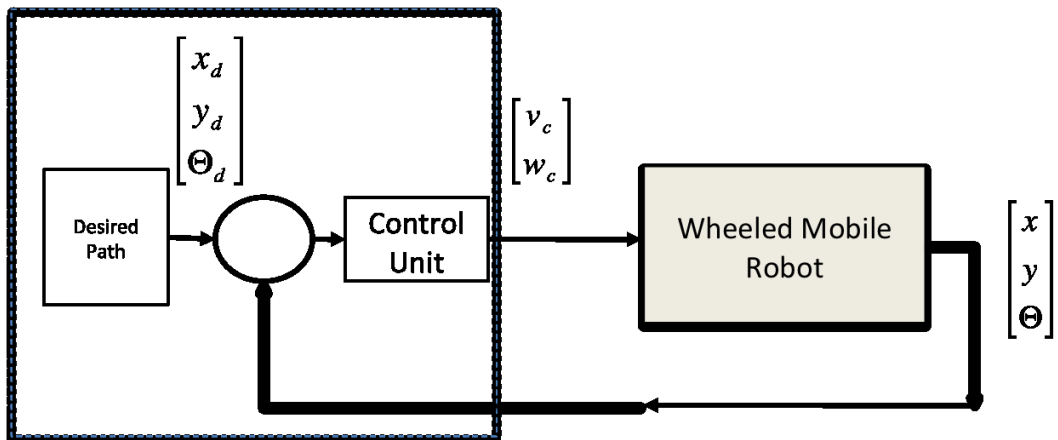 x_d
y_d
Θ_d
v_c
w_c
Desired
Path
Control
Unit
Wheeled Mobile
Robot
x
y
Θ